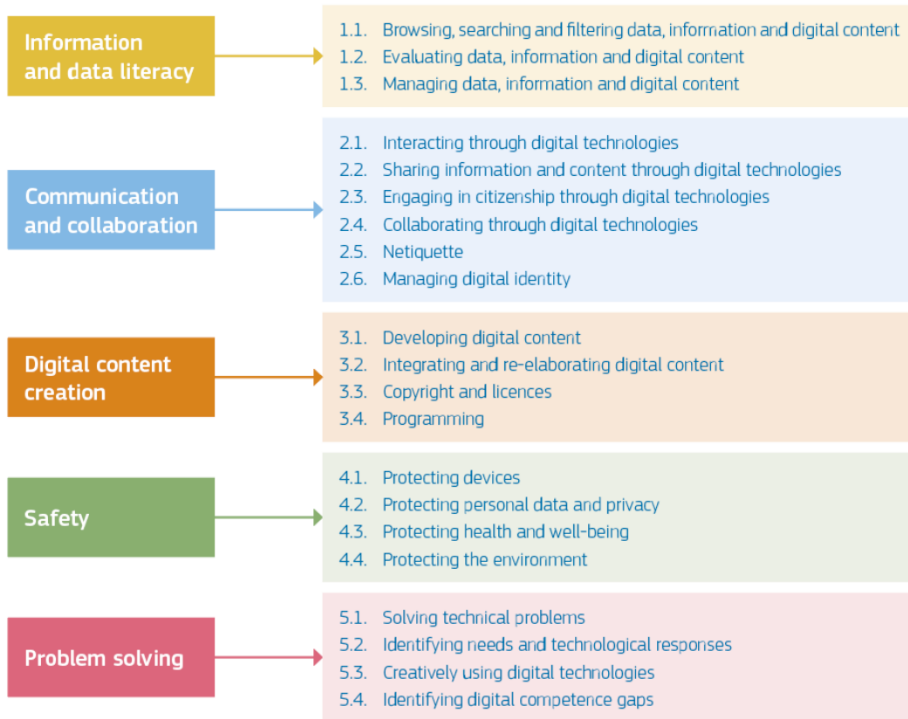 Information
and data literacy
1.1. Browsing, searching and filtering data, information and digital content
1.2. Evaluating data, information and digital content
1.3. Managing data, information and digital content
Communication
and collaboration
2.1. Interacting through digital technologies
2.2. Sharing information and content through digital technologies
2.3. Engaging in citizenship through digital technologies
2.4. Collaborating through digital technologies
2.5. Netiquette
2.6. Managing digital identity
Digital content
creation
3.1. Developing digital content
3.2. Integrating and re-elaborating digital content
3.3. Copyright and licences
3.4. Programming
Safety
4.1. Protecting devices
4.2. Protecting personal data and privacy
4.3. Protecting health and well-being
4.4. Protecting the environment
Problem solving
5.1. Solving technical problems
5.2. Identifying needs and technological responses
5.3. Creatively using digital technologies
5.4. Identifying digital competence gaps